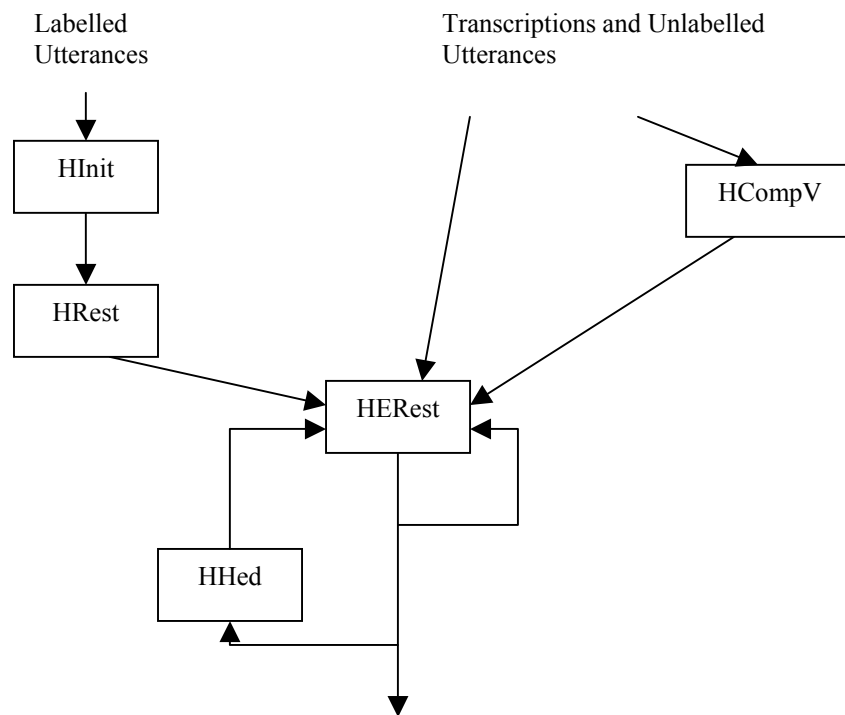 Labelled
Utterances
Transcriptions and Unlabelled
Utterances
HInit
HCompV
HRest
HERest
HHed